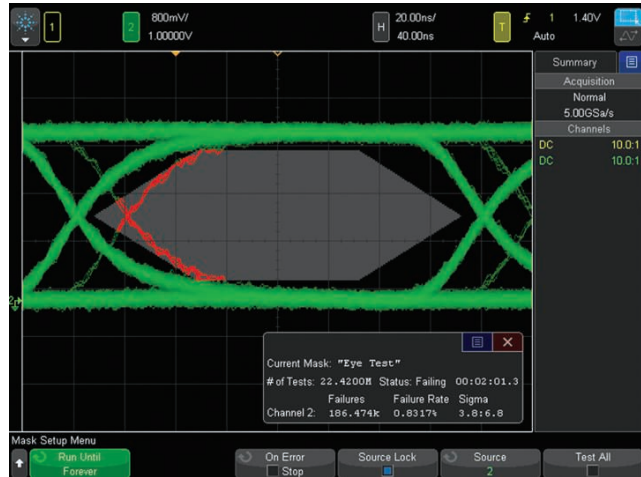 1
2
800mV/
1.00000V
H
20.00ns/
40.00ns
T
1
1.40V
Auto
Summary
Acquisition
Normal
5.00GSa/s
Channels
DC 10.0:1
DC 10.0:1
2
Current Mask: "Eye Test"
# of Tests: 22.4200M Status: Failing 00:02:01.3
Failures Failure Rate Sigma
Channel 2: 186.474k 0.8317% 3.8:6.8
Mask Setup Menu
Run Until
Forever
On Error
Stop
Source Lock
Source
2
Test All